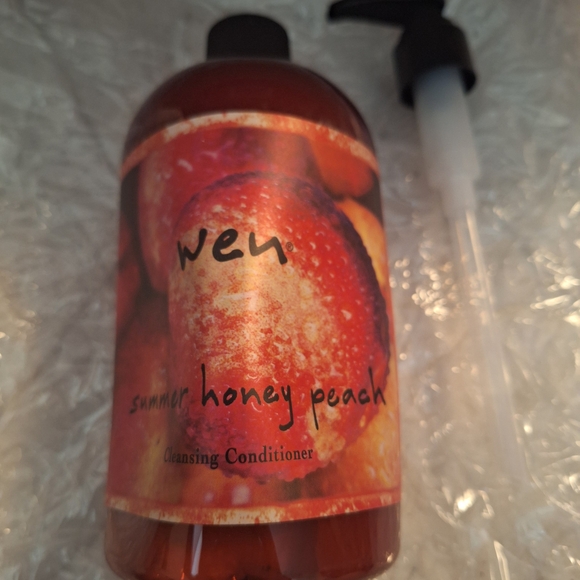 wen®
summer honey peach
Cleansing Conditioner